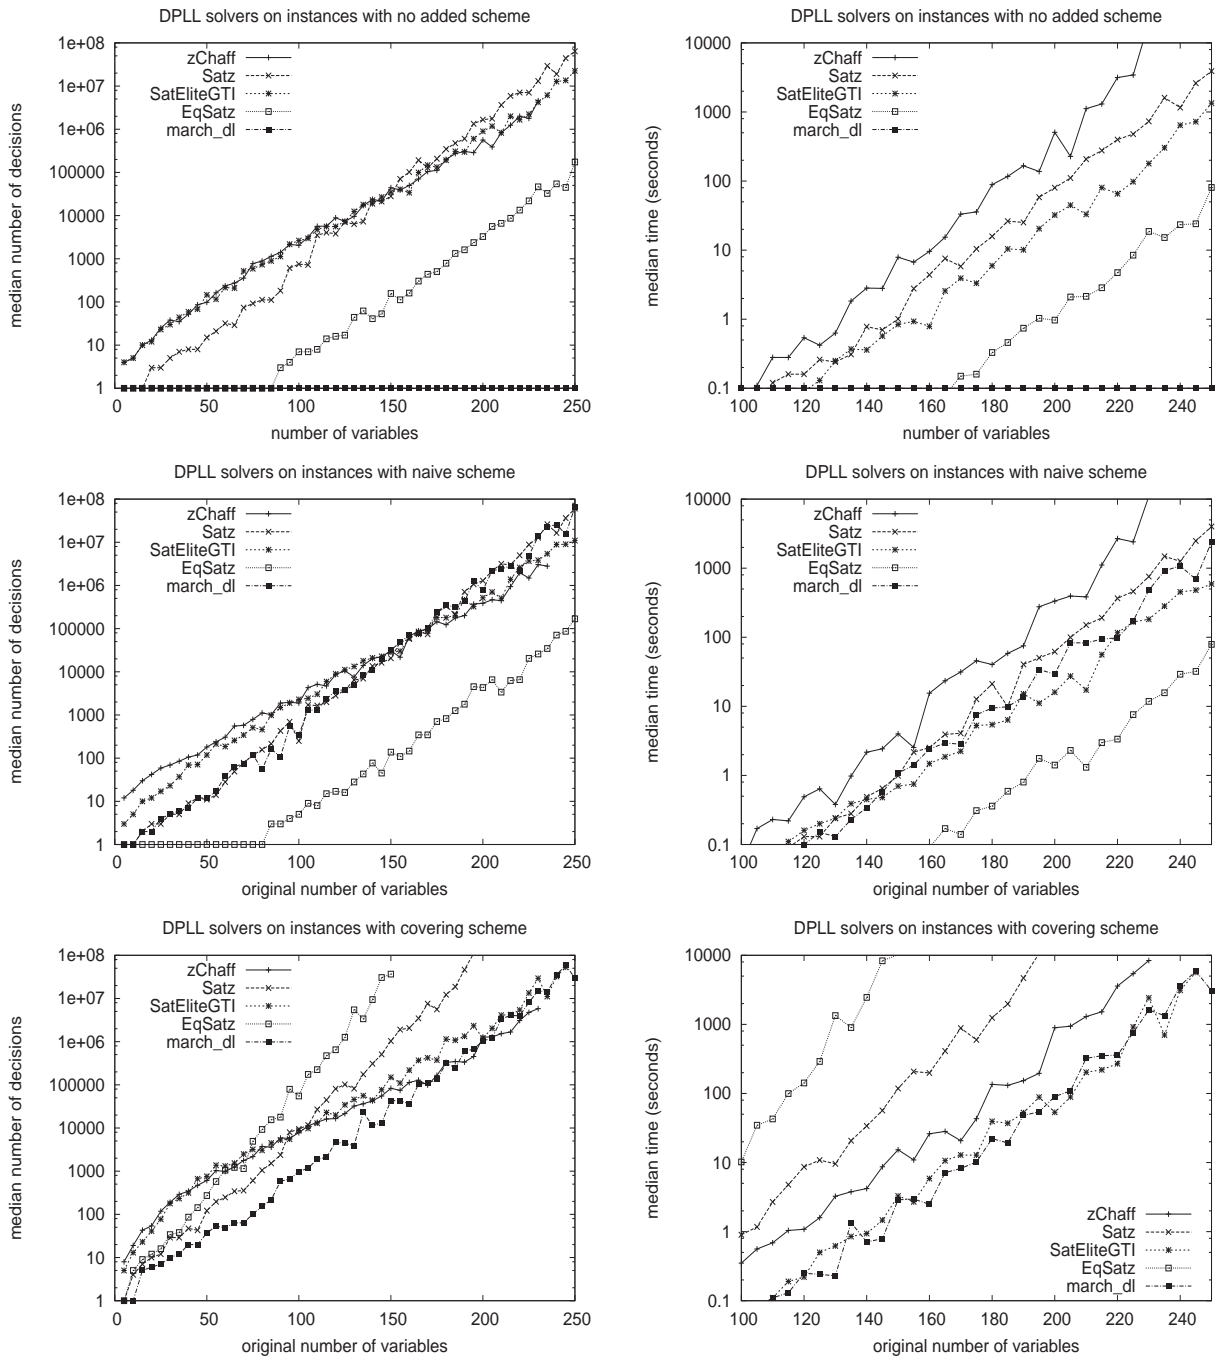 DPLL solvers on instances with no added scheme
1e+08
1e+07
1e+06
100000
10000
1000
100
10
1
0
50
100
150
200
250
median number of decisions
number of variables
zChaff
Satz
SatEliteGTI
EqSatz
march_dl
DPLL solvers on instances with no added scheme
10000
1000
100
10
1
0.1
100
120
140
160
180
200
220
240
median time (seconds)
number of variables
zChaff
Satz
SatEliteGTI
EqSatz
march_dl
DPLL solvers on instances with naive scheme
1e+08
1e+07
1e+06
100000
10000
1000
100
10
1
0
50
100
150
200
250
median number of decisions
original number of variables
zChaff
Satz
SatEliteGTI
EqSatz
march_dl
DPLL solvers on instances with naive scheme
10000
1000
100
10
1
0.1
100
120
140
160
180
200
220
240
median time (seconds)
original number of variables
zChaff
Satz
SatEliteGTI
EqSatz
march_dl
DPLL solvers on instances with covering scheme
1e+08
1e+07
1e+06
100000
10000
1000
100
10
1
0
50
100
150
200
250
median number of decisions
original number of variables
zChaff
Satz
SatEliteGTI
EqSatz
march_dl
DPLL solvers on instances with covering scheme
10000
1000
100
10
1
0.1
100
120
140
160
180
200
220
240
median time (seconds)
original number of variables
zChaff
Satz
SatEliteGTI
EqSatz
march_dl